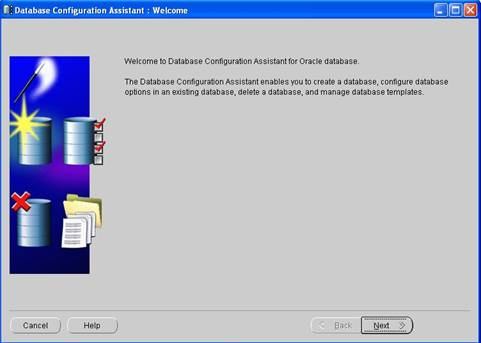 Database Configuration Assistant : Welcome
Welcome to Database Configuration Assistant for Oracle database.
The Database Configuration Assistant enables you to create a database, configure database
options in an existing database, delete a database, and manage database templates.
Cancel
Help
Back
Next